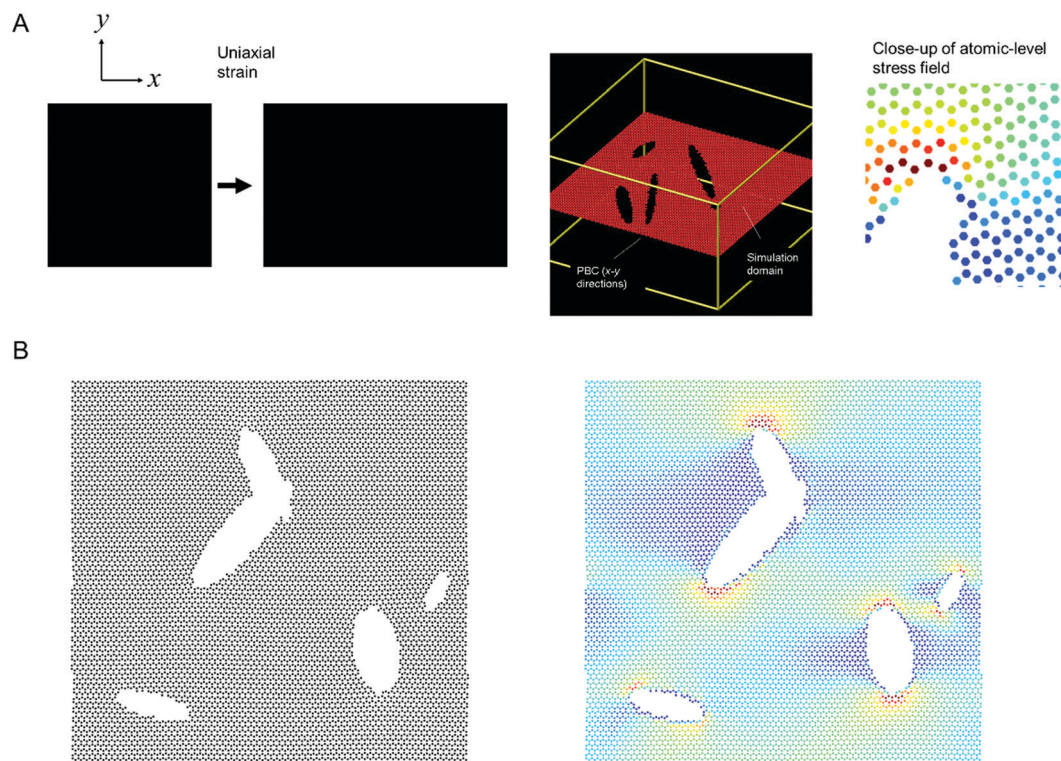 A
y
x
Uniaxial
strain
PBC (x-y
directions)
Simulation
domain
Close-up of atomic-level
stress field
B